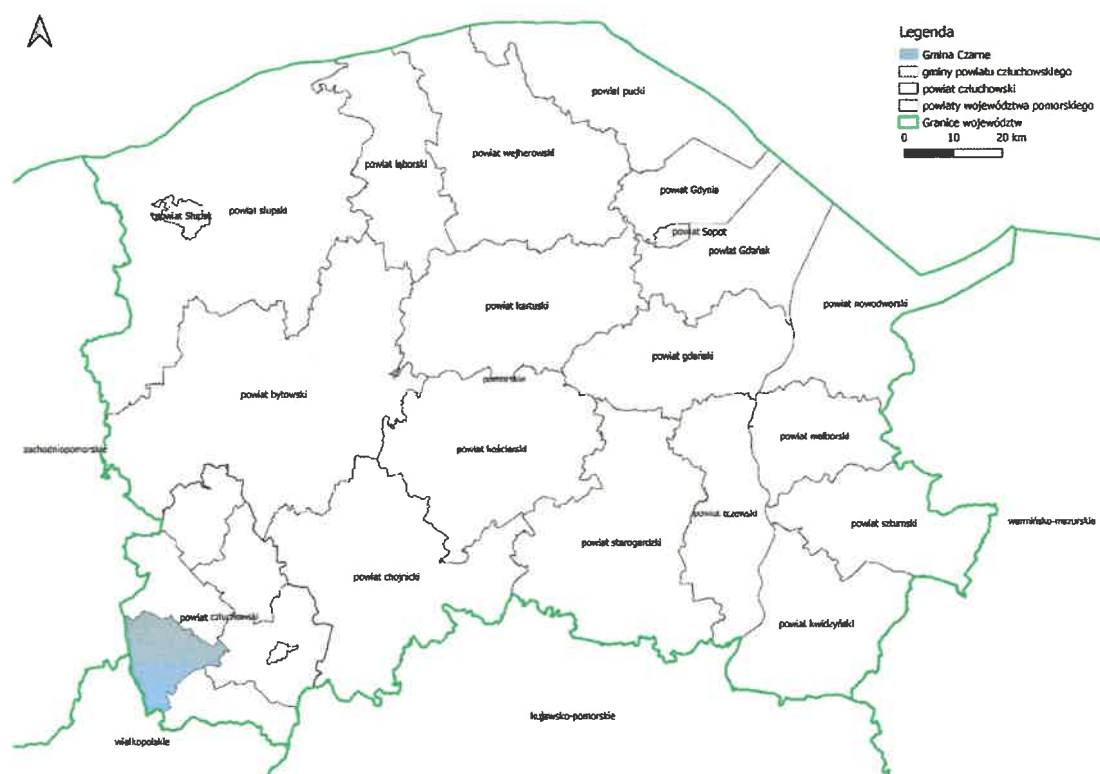 Legenda
Gmina Czarne
gminy powiatu człuchowskiego
powiat człuchowski
powiaty województwa pomorskiego
Granice województw
0 10 20 km
powiat pucki
powiat wejherowski
powiat lęborski
powiat Gdynia
powiat Słupsk
powiat słupski
powiat Sopot
powiat Gdańsk
powiat nowodworski
powiat kartuski
powiat gdański
pomorskie
powiat bytowski
powiat malborski
zachodniopomorskie
powiat kościerski
powiat tczewski
powiat sztumski
warmińsko-mazurskie
powiat starogardzki
powiat chojnicki
powiat człuchowski
powiat kwidzyński
kujawsko-pomorskie
wielkopolskie